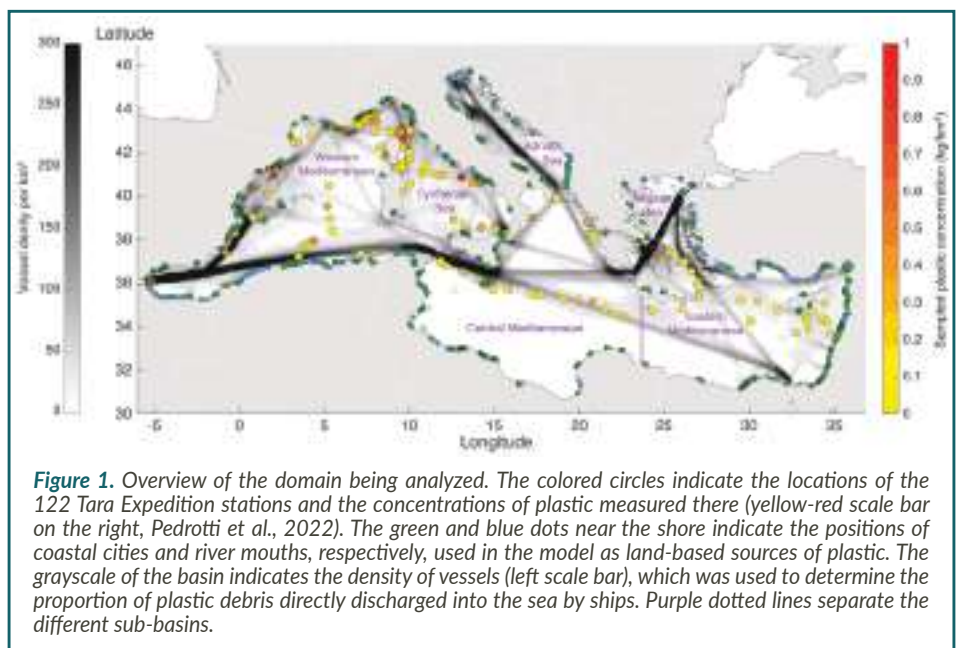 Latitude
300
250
200
150
100
50
0
Vessel density per km²
46
44
42
40
38
36
34
32
30
-5 0 5 10 15 20 25 30 35
Longitude
Western
Mediterranean
Tyrrhenian
Sea
Adriatic
Sea
Central Mediterranean
Eastern
Mediterranean
1
0.9
0.8
0.7
0.6
0.5
0.4
0.3
0.2
0.1
0
Sampled plastic concentration (kg/km²)
Figure 1. Overview of the domain being analyzed. The colored circles indicate the locations of the
122 Tara Expedition stations and the concentrations of plastic measured there (yellow-red scale bar
on the right, Pedrotti et al., 2022). The green and blue dots near the shore indicate the positions of
coastal cities and river mouths, respectively, used in the model as land-based sources of plastic. The
grayscale of the basin indicates the density of vessels (left scale bar), which was used to determine the
proportion of plastic debris directly discharged into the sea by ships. Purple dotted lines separate the
different sub-basins.